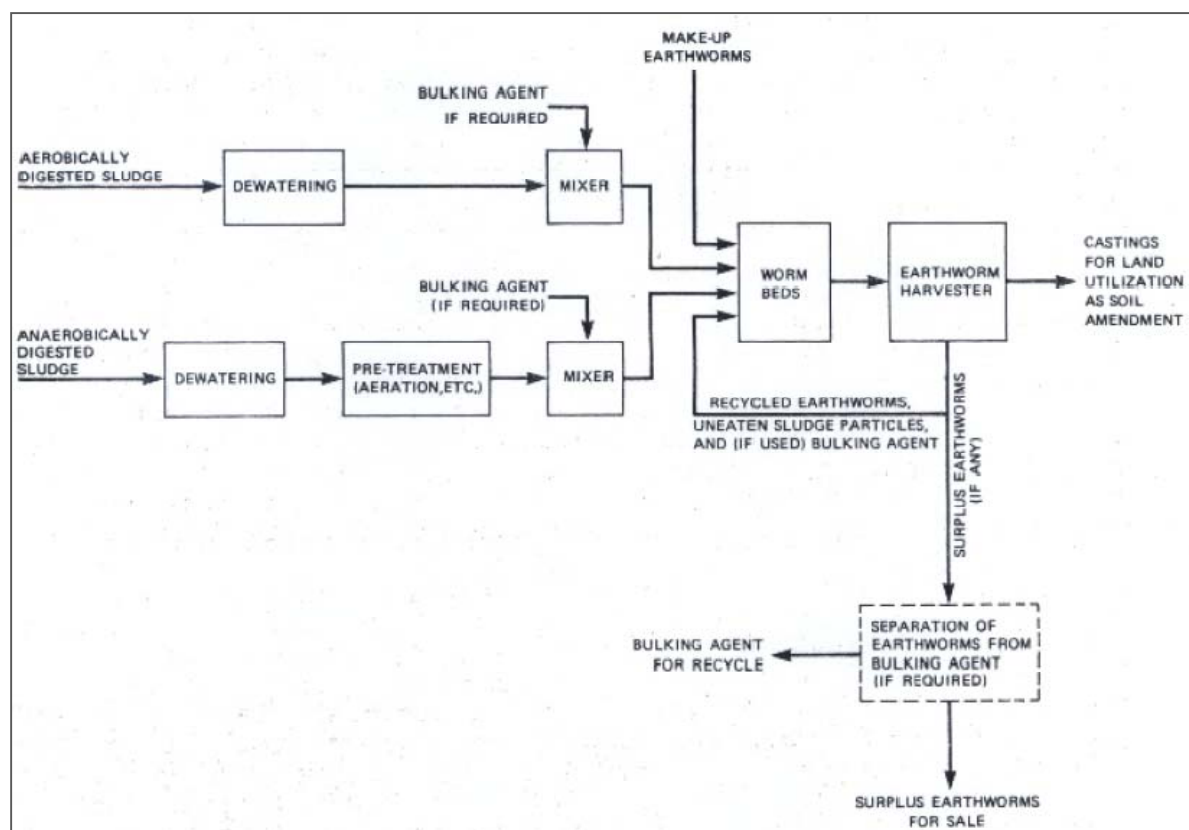 MAKE-UP
EARTHWORMS
BULKING AGENT
IF REQUIRED
AEROBICALLY
DIGESTED SLUDGE
DEWATERING
MIXER
BULKING AGENT
(IF REQUIRED)
ANAEROBICALLY
DIGESTED
SLUDGE
DEWATERING
PRE-TREATMENT
(AERATION,ETC,)
MIXER
WORM
BEDS
EARTHWORM
HARVESTER
CASTINGS
FOR LAND
UTILIZATION
AS SOIL
AMENDMENT
RECYCLED EARTHWORMS,
UNEATEN SLUDGE PARTICLES,
AND (IF USED) BULKING AGENT
SURPLUS EARTHWORMS
(IF ANY)
SEPARATION OF
EARTHWORMS FROM
BULKING AGENT
(IF REQUIRED)
BULKING AGENT
FOR RECYCLE
SURPLUS EARTHWORMS
FOR SALE